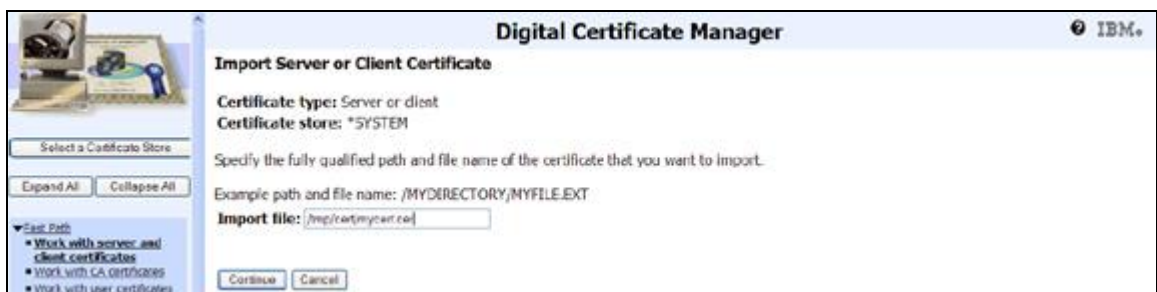 Digital Certificate Manager
IBM.
Import Server or Client Certificate
Certificate type: Server or client
Certificate store: *SYSTEM
Select a Certificate Store
Specify the fully qualified path and file name of the certificate that you want to import.
Expand All
Collapse All
Example path and file name: /MYDIRECTORY/MYFILE.EXT
Import file: /tmp/cert/mycert.cer
Fast Path
Work with server and
client certificates
Work with CA certificates
Work with user certificates
Continue
Cancel